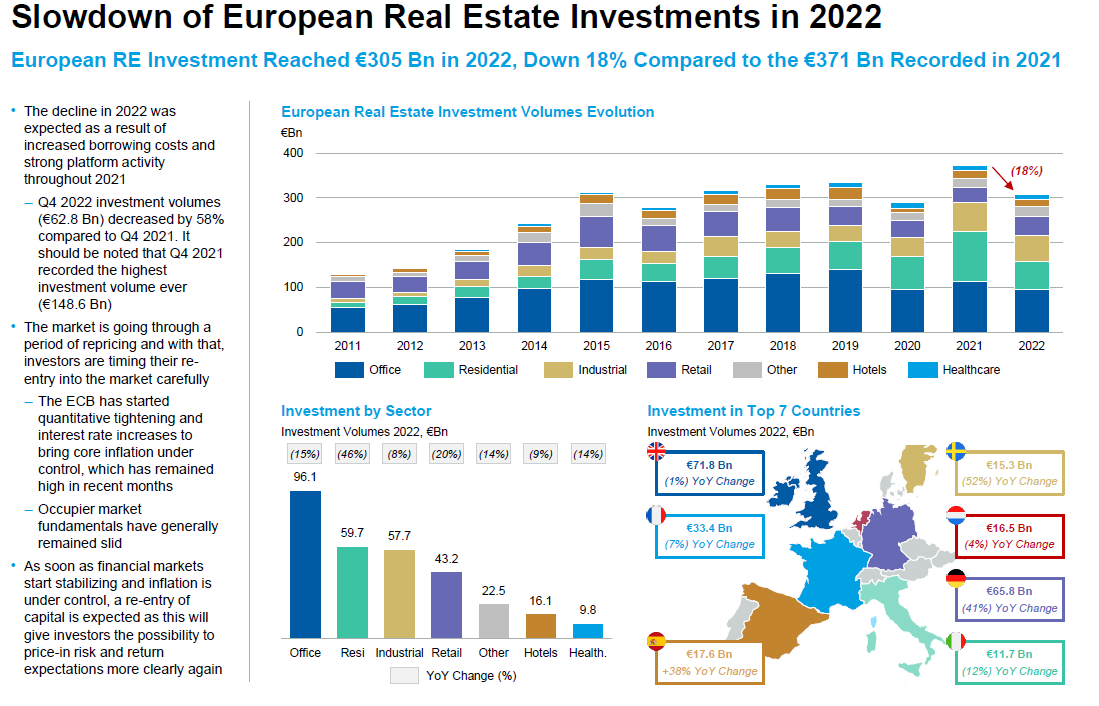 Slowdown of European Real Estate Investments in 2022
European RE Investment Reached €305 Bn in 2022, Down 18% Compared to the €371 Bn Recorded in 2021
• The decline in 2022 was
expected as a result of
increased borrowing costs and
strong platform activity
throughout 2021
– Q4 2022 investment volumes
(€62.8 Bn) decreased by 58%
compared to Q4 2021. It
should be noted that Q4 2021
recorded the highest
investment volume ever
(€148.6 Bn)
• The market is going through a
period of repricing and with that,
investors are timing their re-
entry into the market carefully
– The ECB has started
quantitative tightening and
interest rate increases to
bring core inflation under
control, which has remained
high in recent months
– Occupier market
fundamentals have generally
remained slid
• As soon as financial markets
start stabilizing and inflation is
under control, a re-entry of
capital is expected as this will
give investors the possibility to
price-in risk and return
expectations more clearly again
European Real Estate Investment Volumes Evolution
€Bn
400
300
200
100
0
(18%)
2011 2012 2013 2014 2015 2016 2017 2018 2019 2020 2021 2022
Office Residential Industrial Retail Other Hotels Healthcare
Investment by Sector
Investment Volumes 2022, €Bn
(15%) (46%) (8%) (20%) (14%) (9%) (14%)
96.1 59.7 57.7 43.2 22.5 16.1 9.8
Office Resi Industrial Retail Other Hotels Health.
YoY Change (%)
Investment in Top 7 Countries
Investment Volumes 2022, €Bn
€71.8 Bn
(1%) YoY Change
€33.4 Bn
(7%) YoY Change
€17.6 Bn
+38% YoY Change
€15.3 Bn
(52%) YoY Change
€16.5 Bn
(4%) YoY Change
€65.8 Bn
(41%) YoY Change
€11.7 Bn
(12%) YoY Change